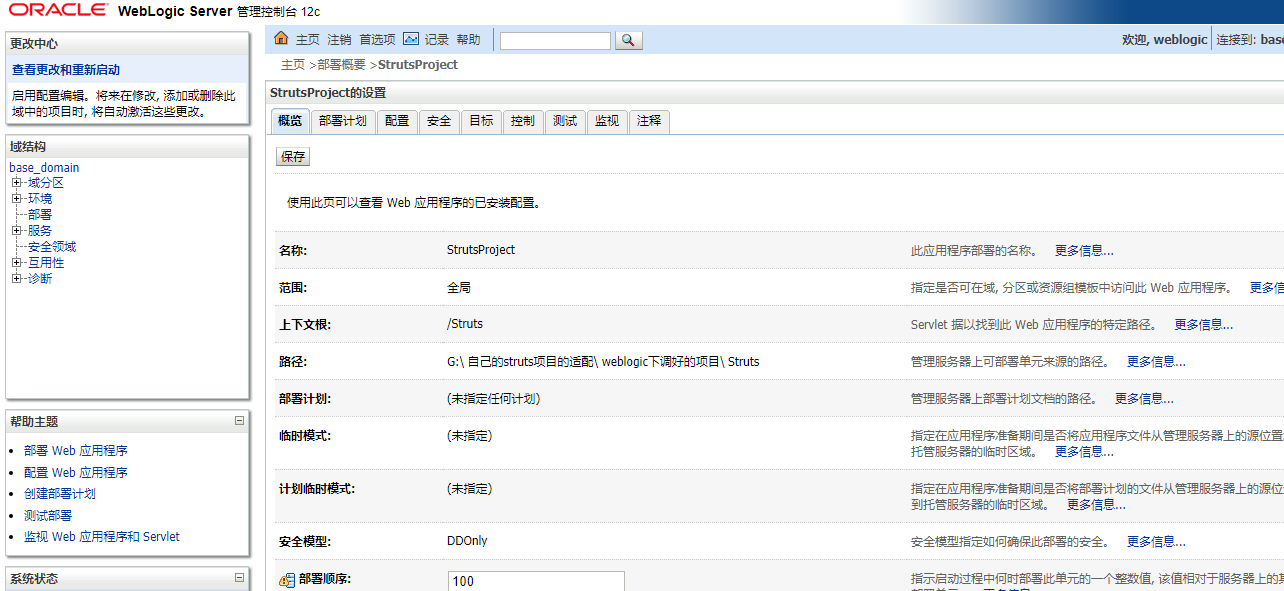 ORACLE WebLogic Server 管理控制台 12c
更改中心
查看更改和重新启动
启用配置编辑。将来在修改, 添加或删除此
域中的项目时, 将自动激活这些更改。
域结构
base_domain
域分区
环境
部署
服务
安全领域
互用性
诊断
帮助主题
部署 Web 应用程序
配置 Web 应用程序
创建部署计划
测试部署
监视 Web 应用程序和 Servlet
系统状态
主页 注销 首选项 记录 帮助
欢迎, weblogic 连接到: base
主页 >部署概要 >StrutsProject
StrutsProject的设置
概览 部署计划 配置 安全 目标 控制 测试 监视 注释
保存
使用此页可以查看 Web 应用程序的已安装配置。
名称: StrutsProject 此应用程序部署的名称。 更多信息...
范围: 全局 指定是否可在域, 分区或资源组模板中访问此 Web 应用程序。 更多信
上下文根: /Struts Servlet 据以找到此 Web 应用程序的特定路径。 更多信息...
路径: G:\ 自己的struts项目的适配\ weblogic下调好的项目\ Struts 管理服务器上可部署单元来源的路径。 更多信息...
部署计划: (未指定任何计划) 管理服务器上部署计划文档的路径。 更多信息...
临时模式: (未指定) 指定在应用程序准备期间是否将应用程序文件从管理服务器上的源位置
托管服务器的临时区域。 更多信息...
计划临时模式: (未指定) 指定在应用程序准备期间是否将部署计划的文件从管理服务器上的源位
到托管服务器的临时区域。 更多信息...
安全模型: DDOnly 安全模型指定如何确保此部署的安全。 更多信息...
部署顺序: 100 指示启动过程中何时部署此单元的一个整数值, 该值相对于服务器上的其